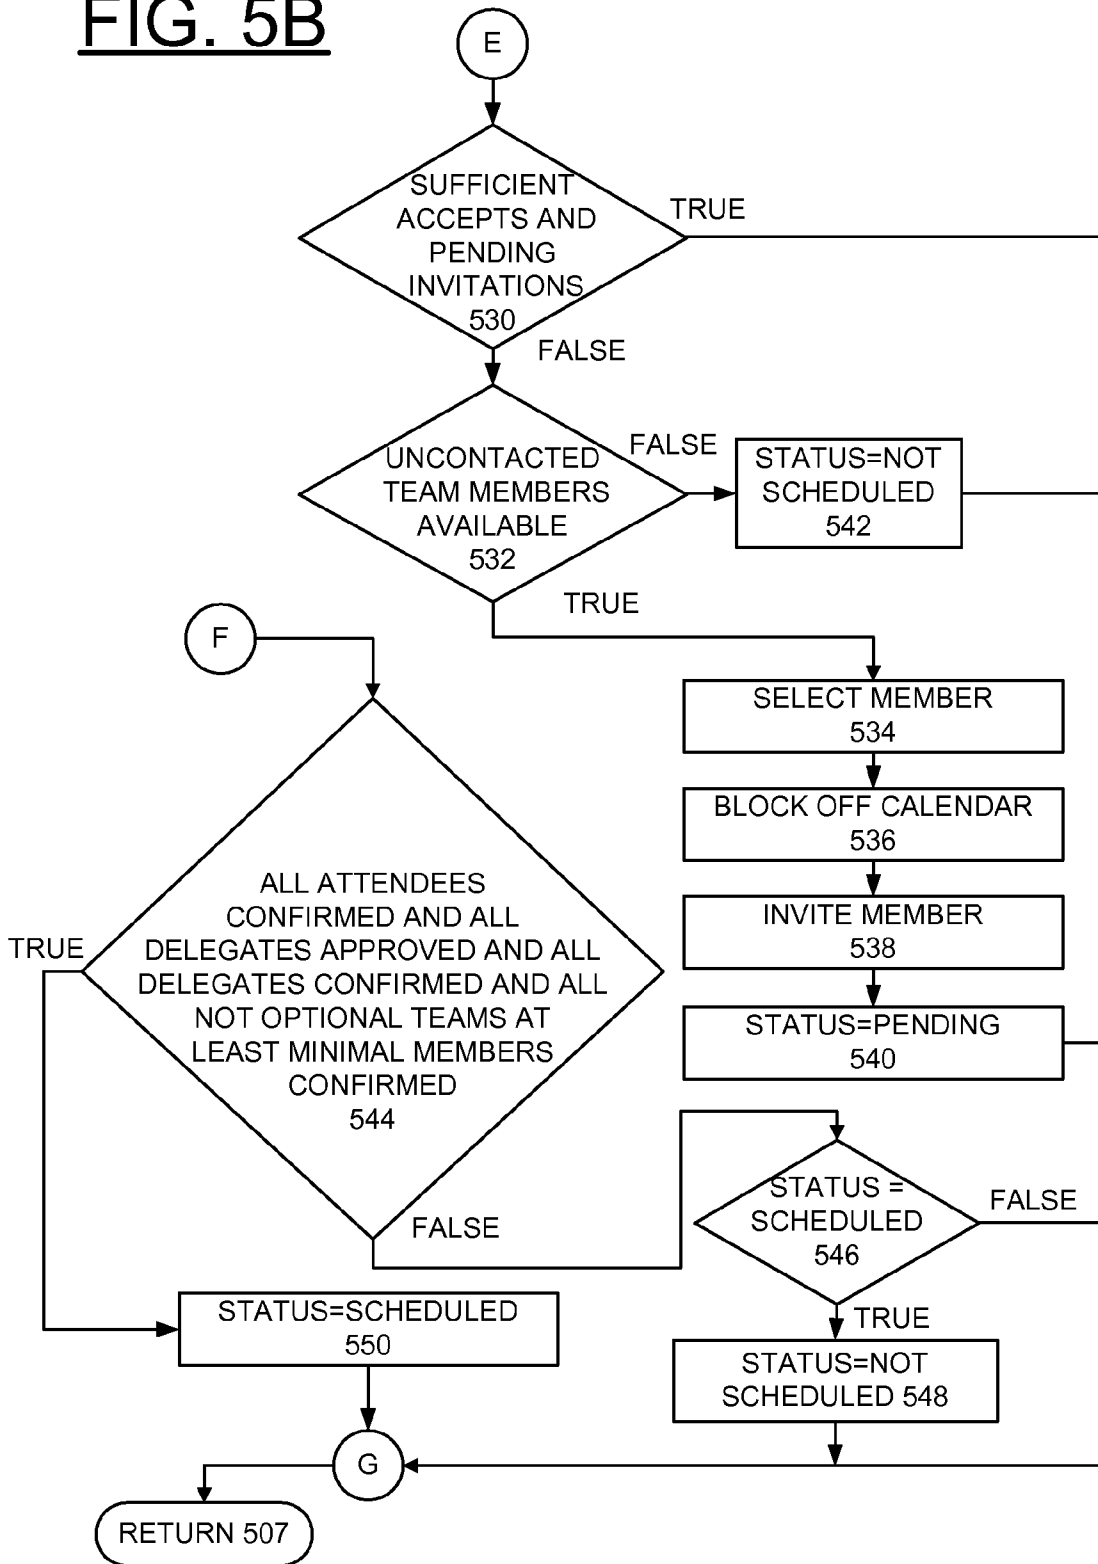 FIG. 5B
E
SUFFICIENT
ACCEPTS AND
PENDING
INVITATIONS
530
TRUE
FALSE
UNCONTACTED
TEAM MEMBERS
AVAILABLE
532
FALSE
STATUS=NOT
SCHEDULED
542
TRUE
F
SELECT MEMBER
534
BLOCK OFF CALENDAR
536
INVITE MEMBER
538
STATUS=PENDING
540
ALL ATTENDEES
CONFIRMED AND ALL
DELEGATES APPROVED AND ALL
DELEGATES CONFIRMED AND ALL
NOT OPTIONAL TEAMS AT
LEAST MINIMAL MEMBERS
CONFIRMED
544
TRUE
FALSE
STATUS =
SCHEDULED
546
FALSE
TRUE
STATUS=SCHEDULED
550
STATUS=NOT
SCHEDULED 548
G
RETURN 507